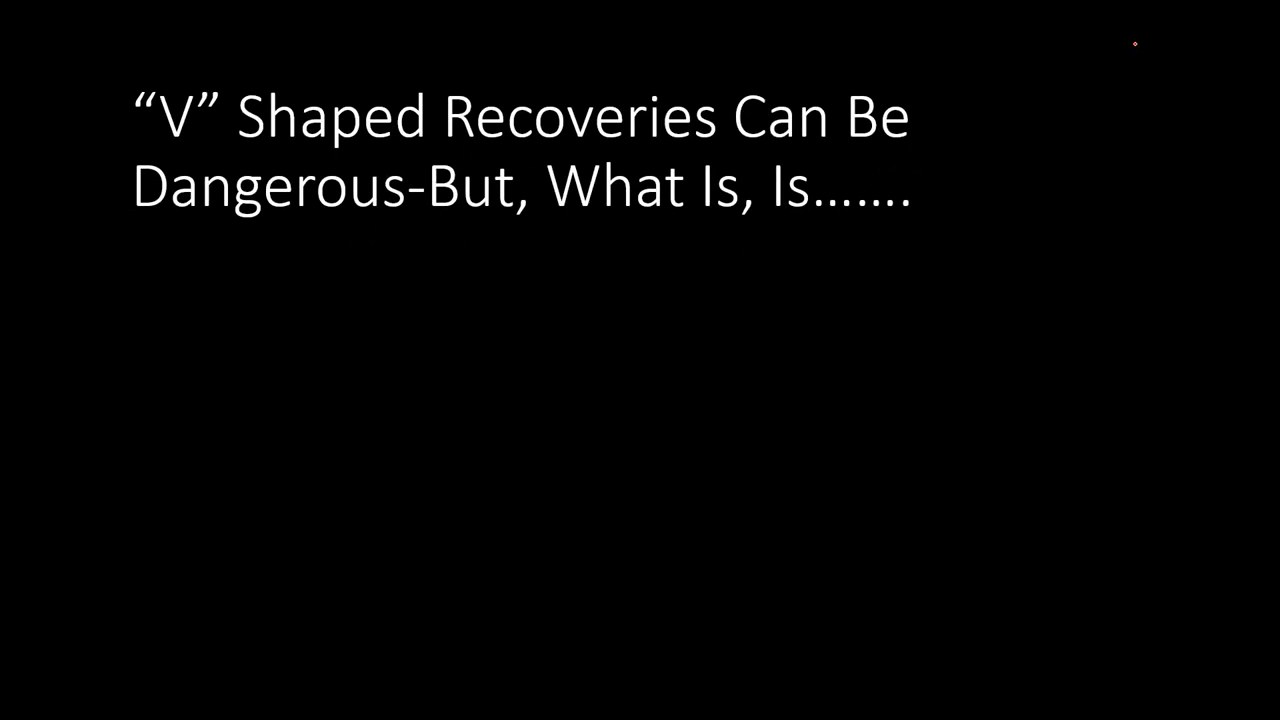 “V” Shaped Recoveries Can Be
Dangerous-But, What Is, Is…….